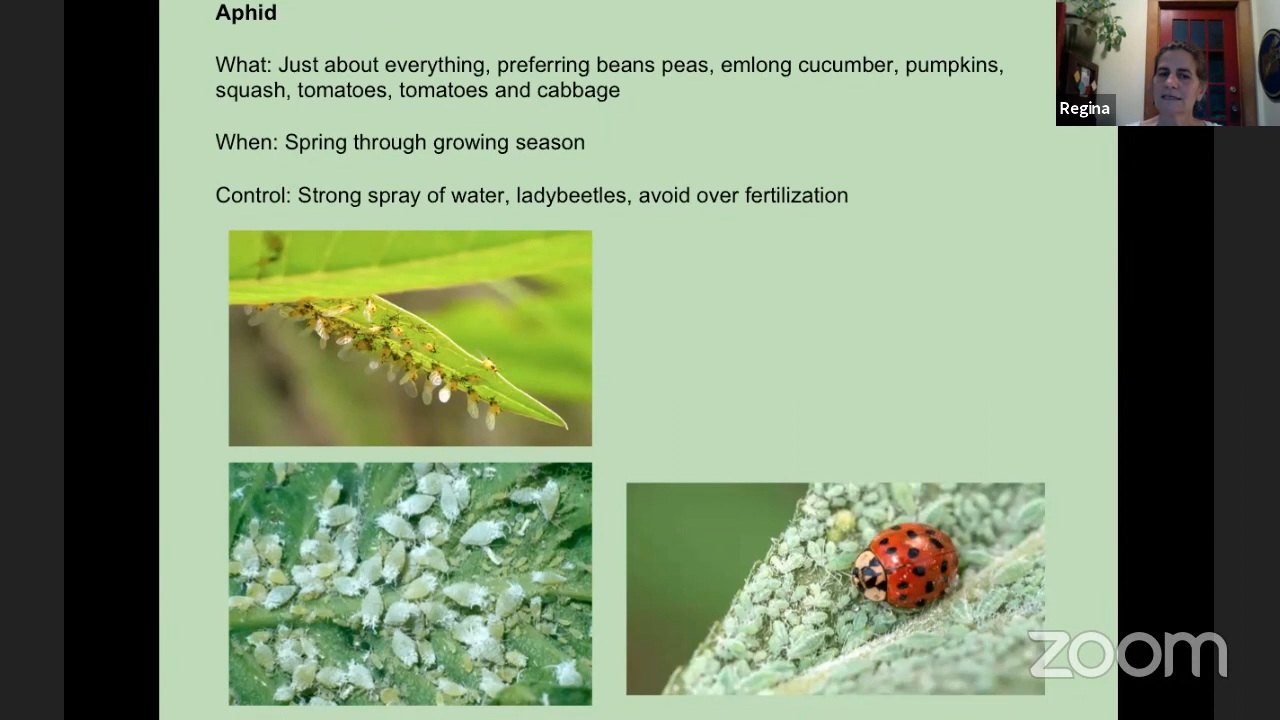 Aphid
What: Just about everything, preferring beans peas, emlong cucumber, pumpkins,
squash, tomatoes, tomatoes and cabbage
When: Spring through growing season
Control: Strong spray of water, ladybeetles, avoid over fertilization
Regina
zoom